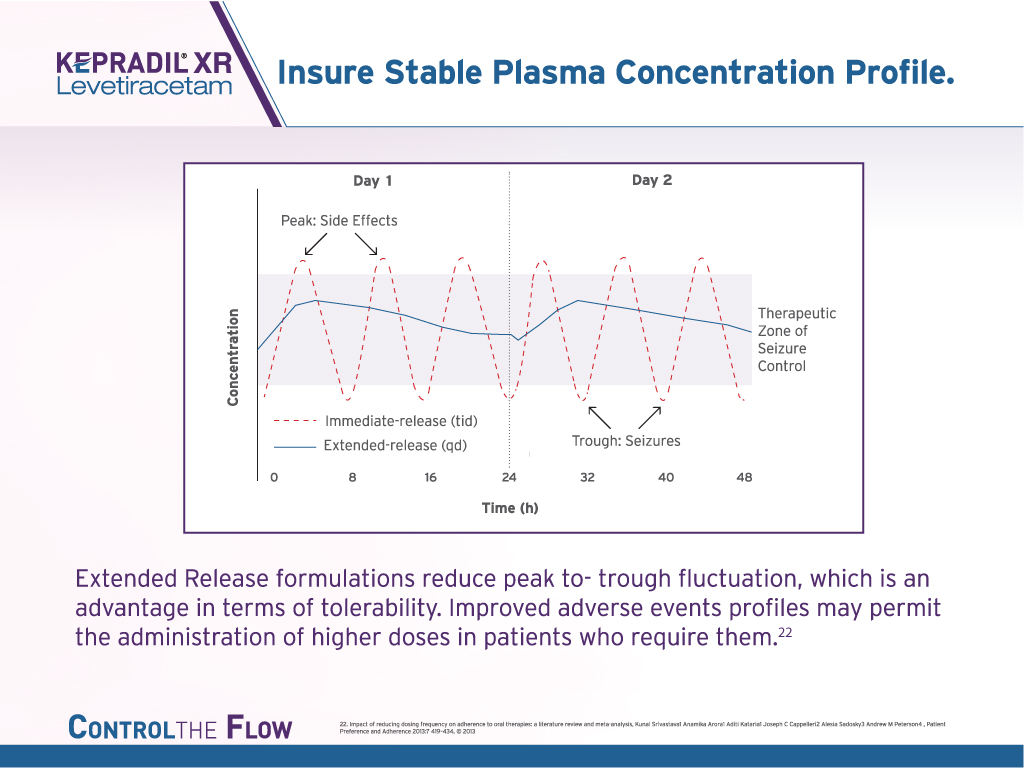 KEPRADIL® XR
Levetiracetam
Insure Stable Plasma Concentration Profile.
Day 1
Day 2
Peak: Side Effects
Concentration
Therapeutic
Zone of
Seizure
Control
Immediate-release (tid)
Extended-release (qd)
Trough: Seizures
0 8 16 24 32 40 48
Time (h)
Extended Release formulations reduce peak to- trough fluctuation, which is an
advantage in terms of tolerability. Improved adverse events profiles may permit
the administration of higher doses in patients who require them.22
CONTROL THE FLOW
22. Impact of reducing dosing frequency on adherence to oral therapies: a literature review and meta-analysis, Kunal Srivastava1 Anamika Arora1 Aditi Kataria1 Joseph C Cappelleri2 Alesia Sadosky3 Andrew M Peterson4 , Patient
Preference and Adherence 2013:7 419-434, © 2013